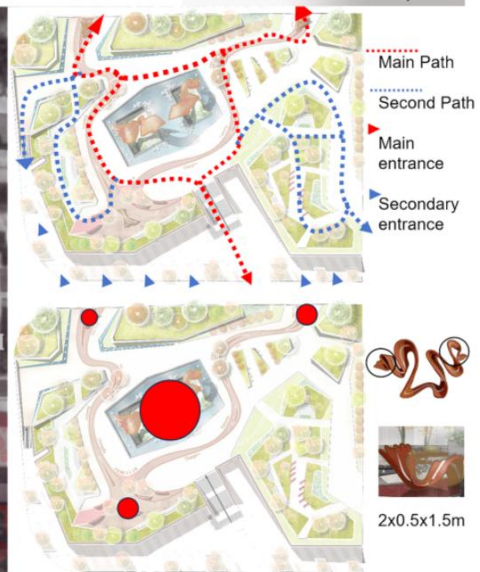 Main Path
Second Path
Main
entrance
Secondary
entrance
2x0.5x1.5m